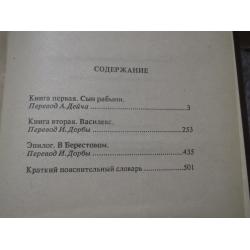 СОДЕРЖАНИЕ
Книга первая. Сын рабыни.
Перевод А. Дейча 3
Книга вторая. Василевс.
Перевод И. Дорбы 253
Эпилог. В Берестовом.
Перевод И. Дорбы 435
Краткий пояснительный словарь 501